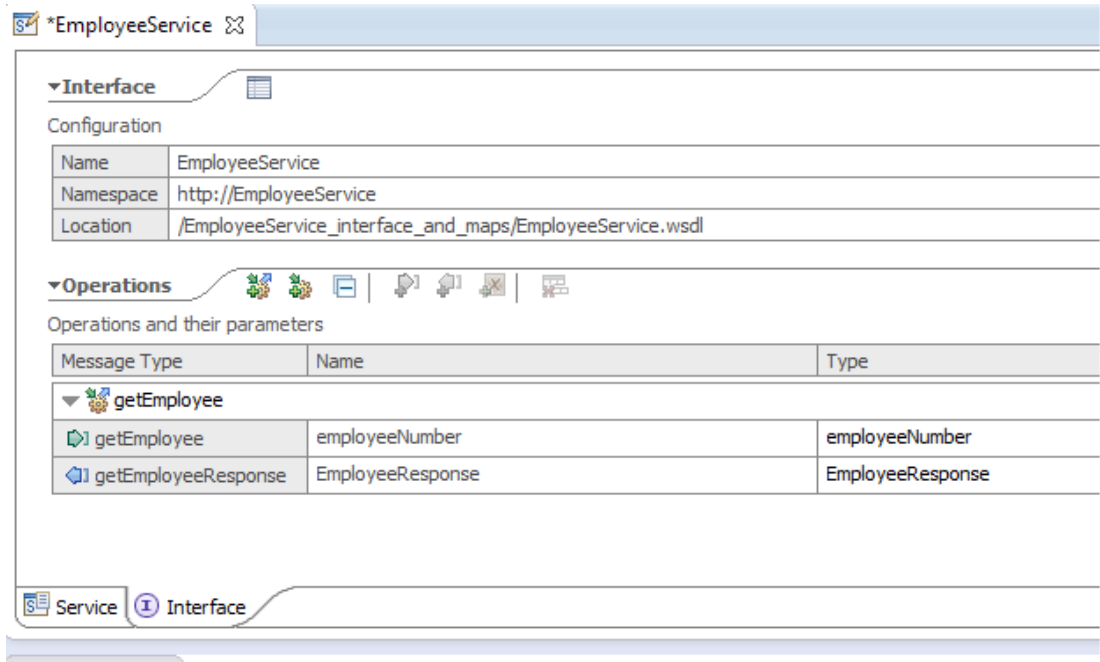 *EmployeeService
Interface
Configuration
Name EmployeeService
Namespace http://EmployeeService
Location /EmployeeService_interface_and_maps/EmployeeService.wsdl
Operations
Operations and their parameters
Message Type Name Type
getEmployee
getEmployee employeeNumber employeeNumber
getEmployeeResponse EmployeeResponse EmployeeResponse
Service Interface